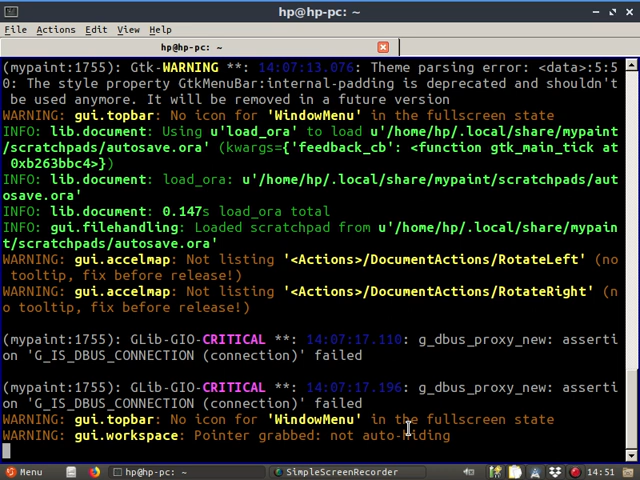 hp@hp-pc: ~
File Actions Edit View Help
hp@hp-pc: ~
(mypaint:1755): Gtk-WARNING **: 14:07:13.076: Theme parsing error: <data>:5:5
0: The style property GtkMenuBar:internal-padding is deprecated and shouldn't
be used anymore. It will be removed in a future version
WARNING: gui.topbar: No icon for 'WindowMenu' in the fullscreen state
INFO: lib.document: Using u'load_ora' to load u'/home/hp/.local/share/mypaint
/scratchpads/autosave.ora' (kwargs={'feedback_cb': <function gtk_main_tick at
0xb263bbc4>})
INFO: lib.document: load_ora: u'/home/hp/.local/share/mypaint/scratchpads/aut
osave.ora'
INFO: lib.document: 0.147s load_ora total
INFO: gui.filehandling: Loaded scratchpad from u'/home/hp/.local/share/mypain
t/scratchpads/autosave.ora'
WARNING: gui.accelmap: Not listing '<Actions>/DocumentActions/RotateLeft' (no
tooltip, fix before release!)
WARNING: gui.accelmap: Not listing '<Actions>/DocumentActions/RotateRight' (n
o tooltip, fix before release!)
(mypaint:1755): GLib-GIO-CRITICAL **: 14:07:17.110: g_dbus_proxy_new: asserti
on 'G_IS_DBUS_CONNECTION (connection)' failed
(mypaint:1755): GLib-GIO-CRITICAL **: 14:07:17.196: g_dbus_proxy_new: asserti
on 'G_IS_DBUS_CONNECTION (connection)' failed
WARNING: gui.topbar: No icon for 'WindowMenu' in the fullscreen state
WARNING: gui.workspace: Pointer grabbed: not auto-hiding
Menu hp@hp-pc: ~ SimpleScreenRecorder 14:51